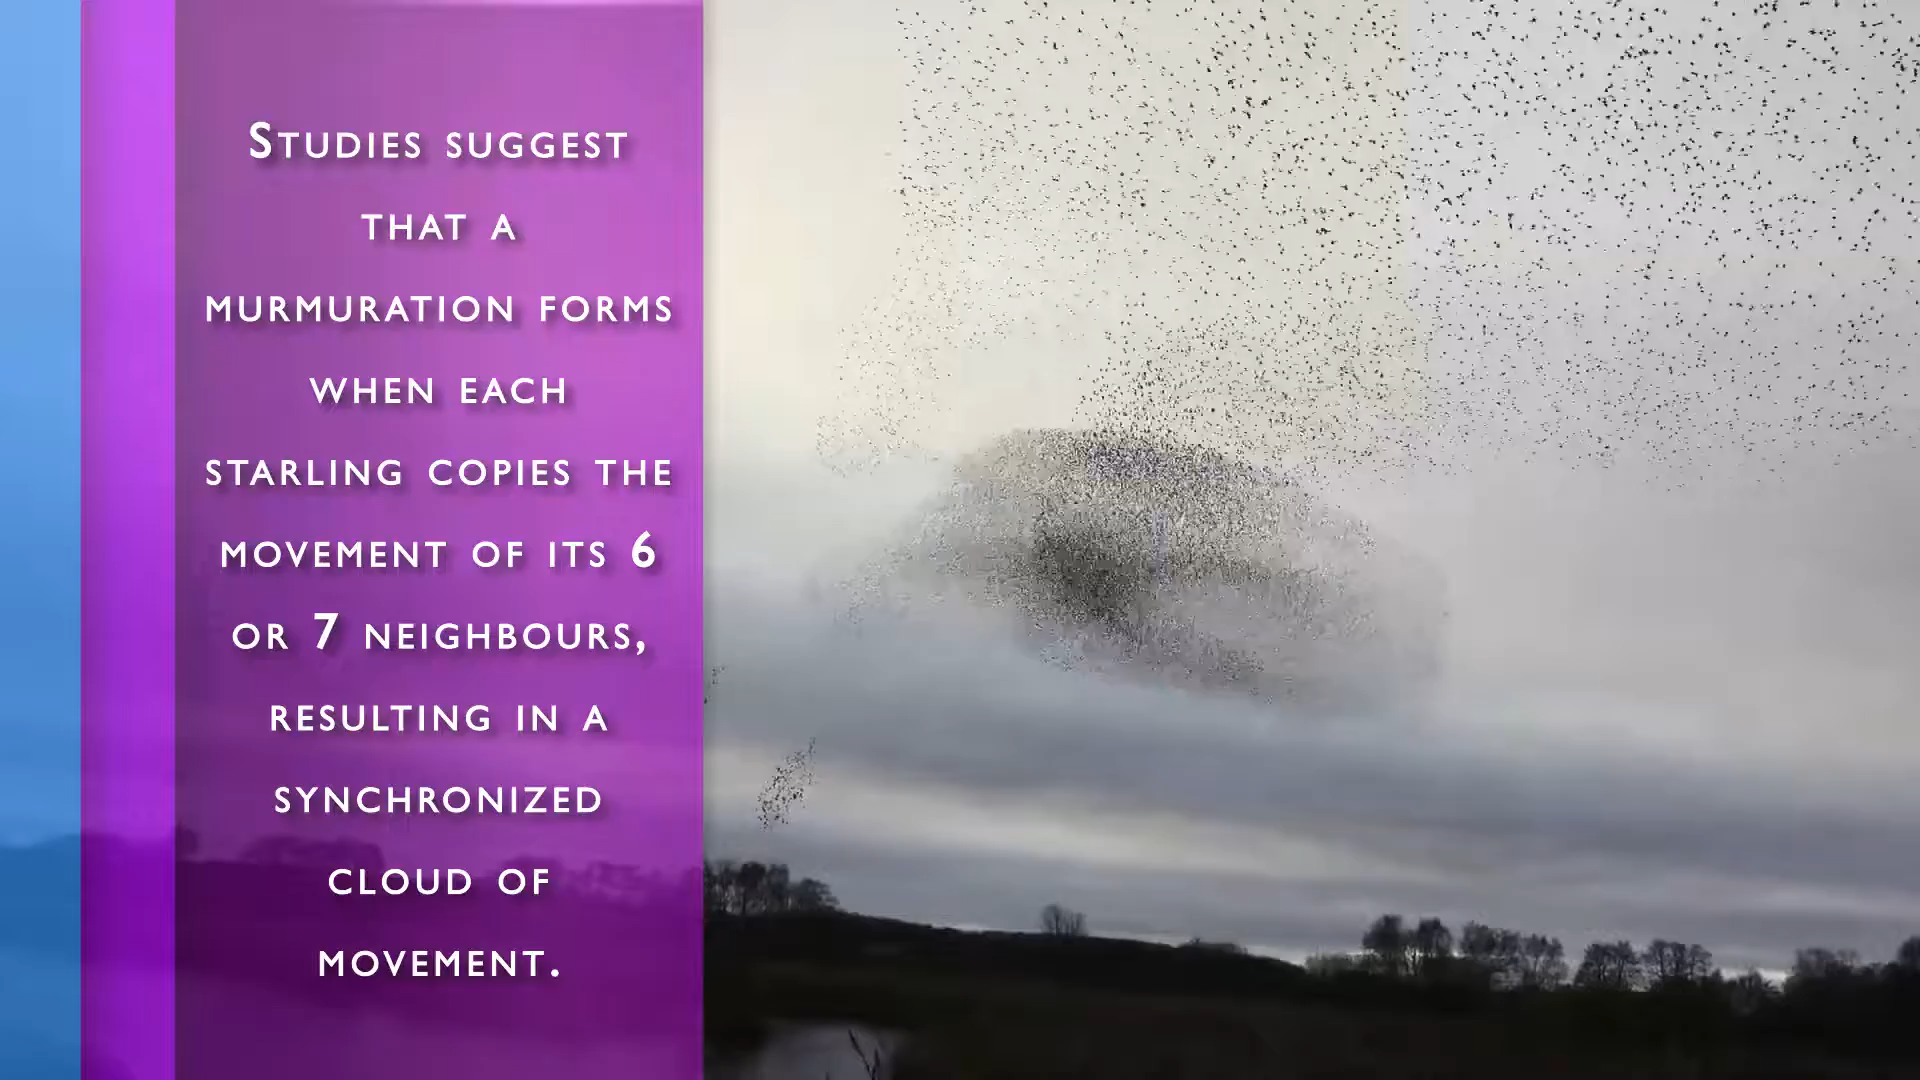 Studies suggest
that a
murmuration forms
when each
starling copies the
movement of its 6
or 7 neighbours,
resulting in a
synchronized
cloud of
movement.